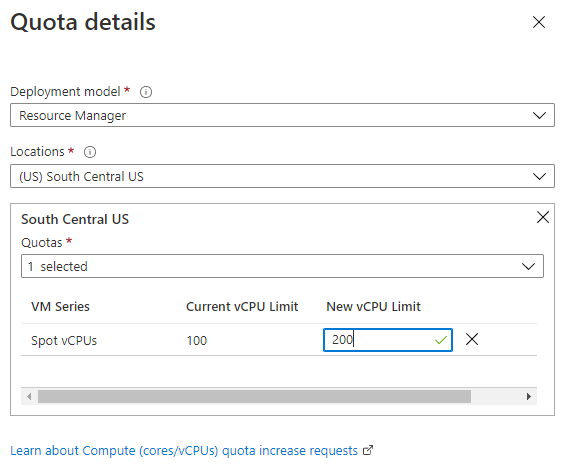 Quota details
Deployment model *
Resource Manager
Locations *
(US) South Central US
South Central US
Quotas *
1 selected
VM Series Current vCPU Limit New vCPU Limit
Spot vCPUs 100 200
Learn about Compute (cores/vCPUs) quota increase requests